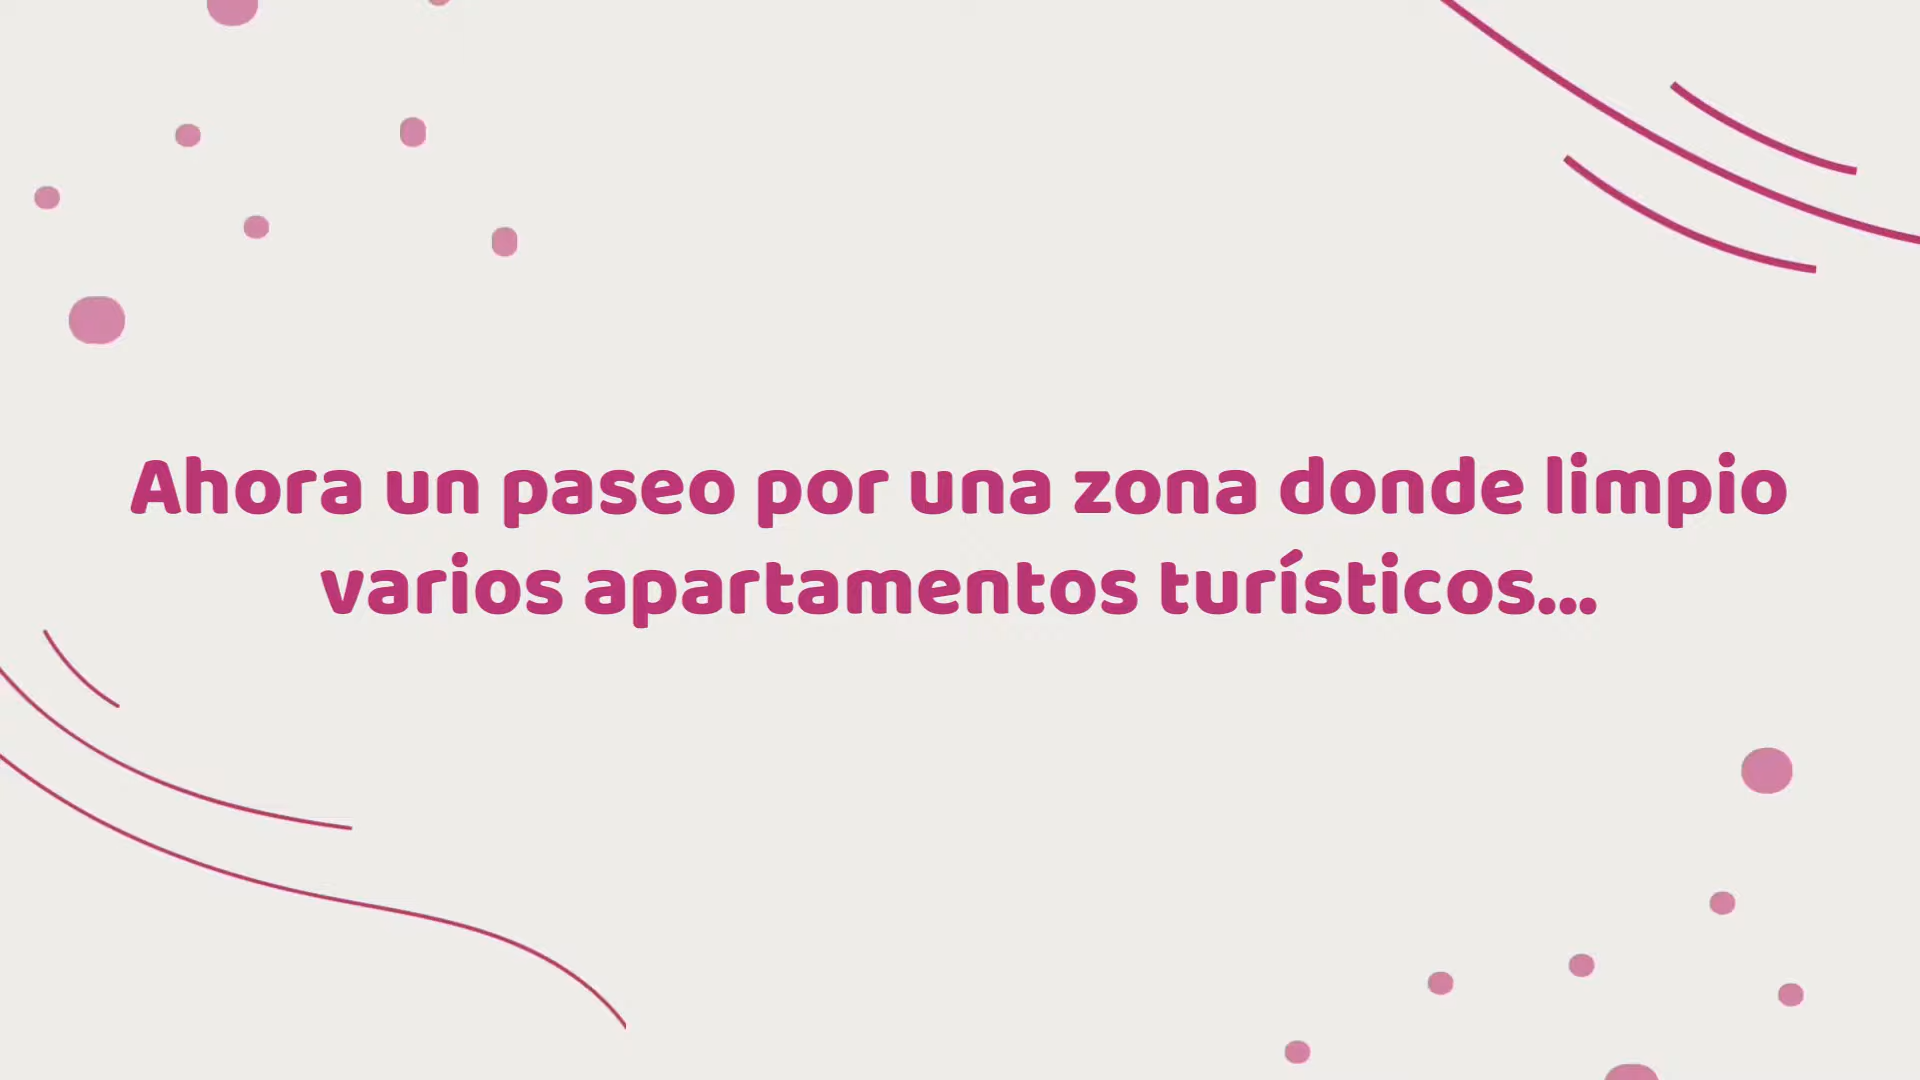 Ahora un paseo por una zona donde limpio
varios apartamentos turísticos...